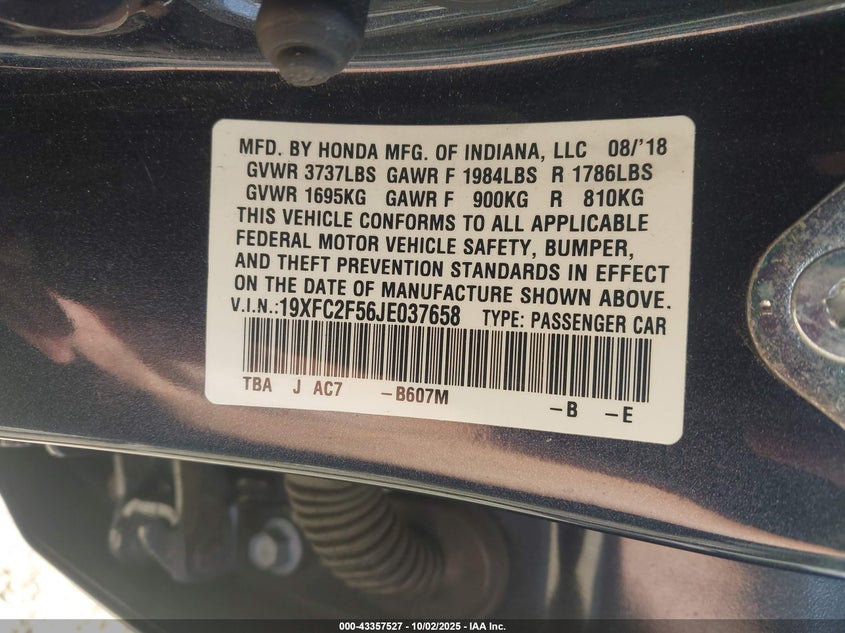 MFD. BY HONDA MFG. OF INDIANA, LLC 08/'18
GVWR 3737LBS GAWR F 1984LBS R 1786LBS
GVWR 1695KG GAWR F 900KG R 810KG
THIS VEHICLE CONFORMS TO ALL APPLICABLE
FEDERAL MOTOR VEHICLE SAFETY, BUMPER,
AND THEFT PREVENTION STANDARDS IN EFFECT
ON THE DATE OF MANUFACTURE SHOWN ABOVE.
V.I.N.:19XFC2F56JE037658 TYPE: PASSENGER CAR
TBA J AC7 -B607M -B -E
000-43357527 - 10/02/2025 - IAA Inc.